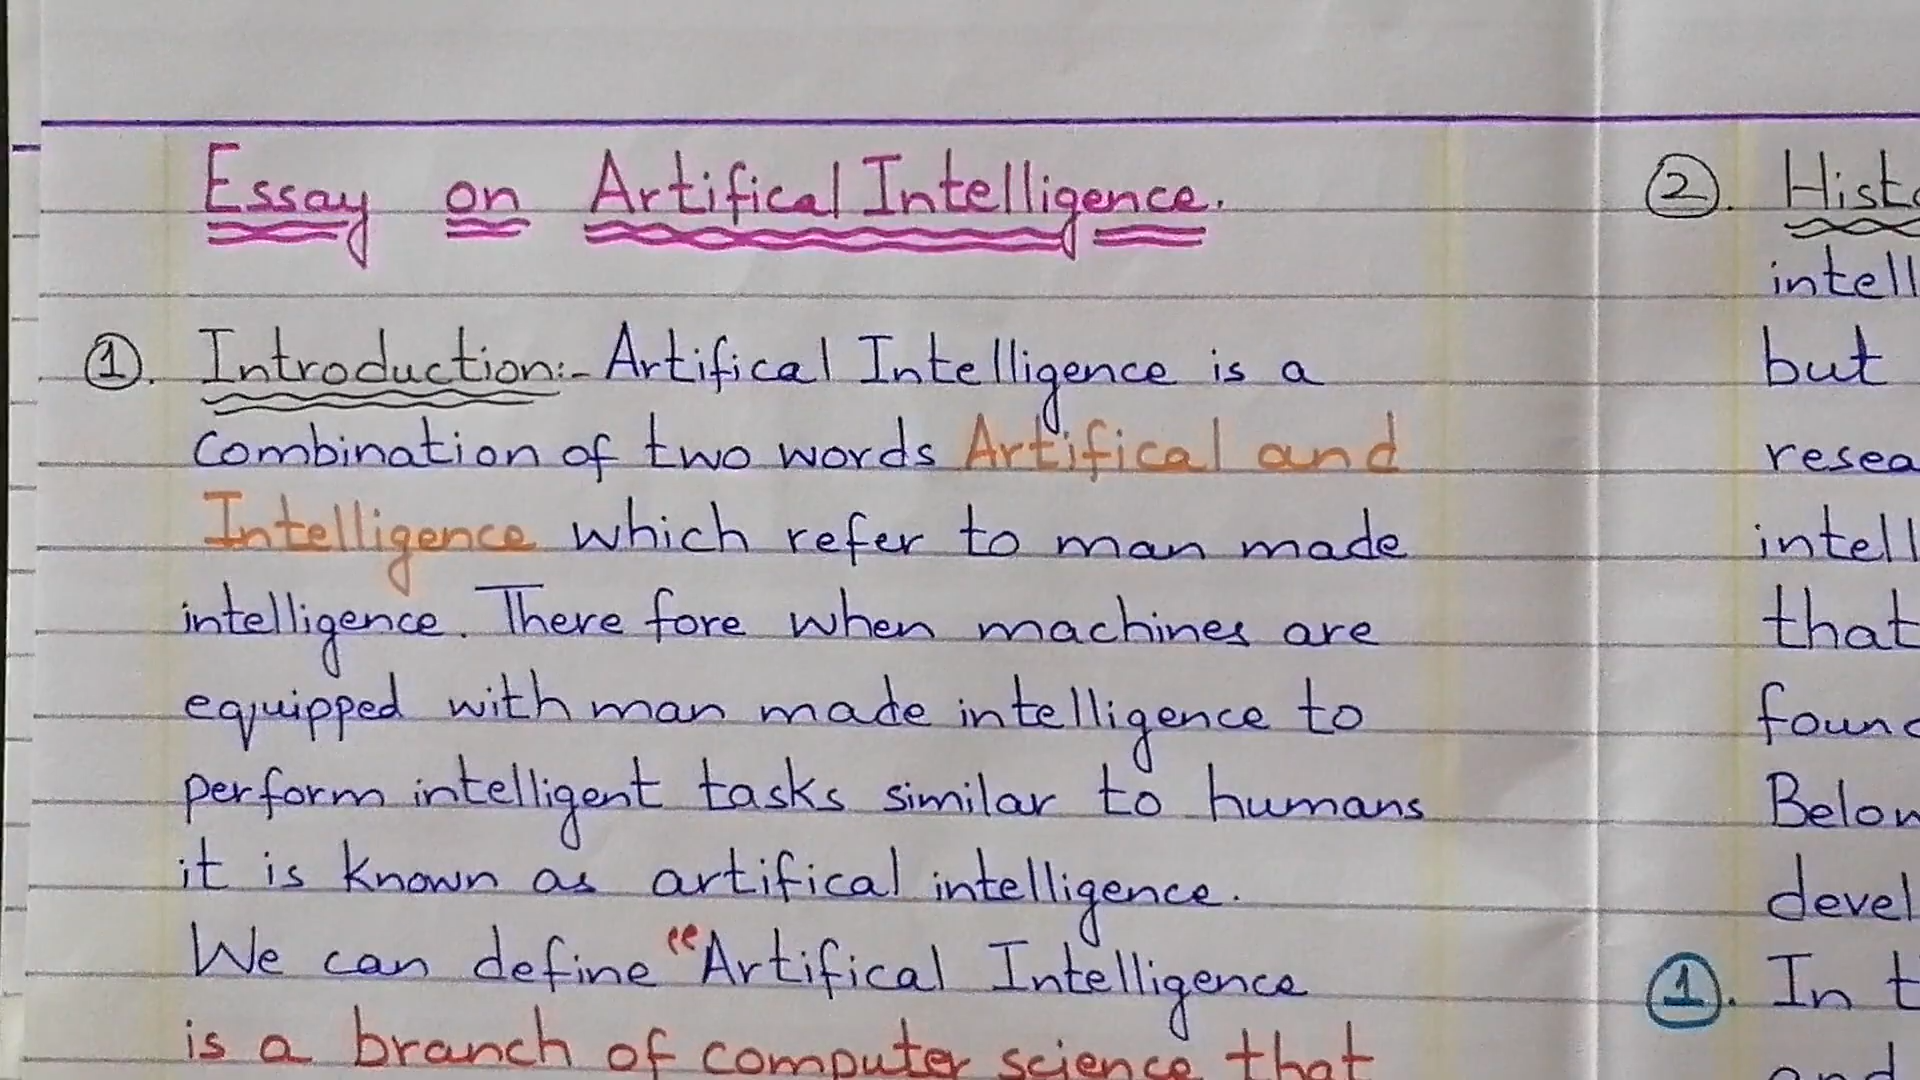 Essay on Artifical Intelligence.
①. Introduction:- Artifical Intelligence is a
combination of two words Artifical and
Intelligence which refer to man made
intelligence. There fore when machines are
equipped with man made intelligence to
perform intelligent tasks similar to humans
it is known as artifical intelligence.
We can define “Artifical Intelligence
is a branch of computer science that
②.
intell
but
resea
intell
that
devel
①. In t
and